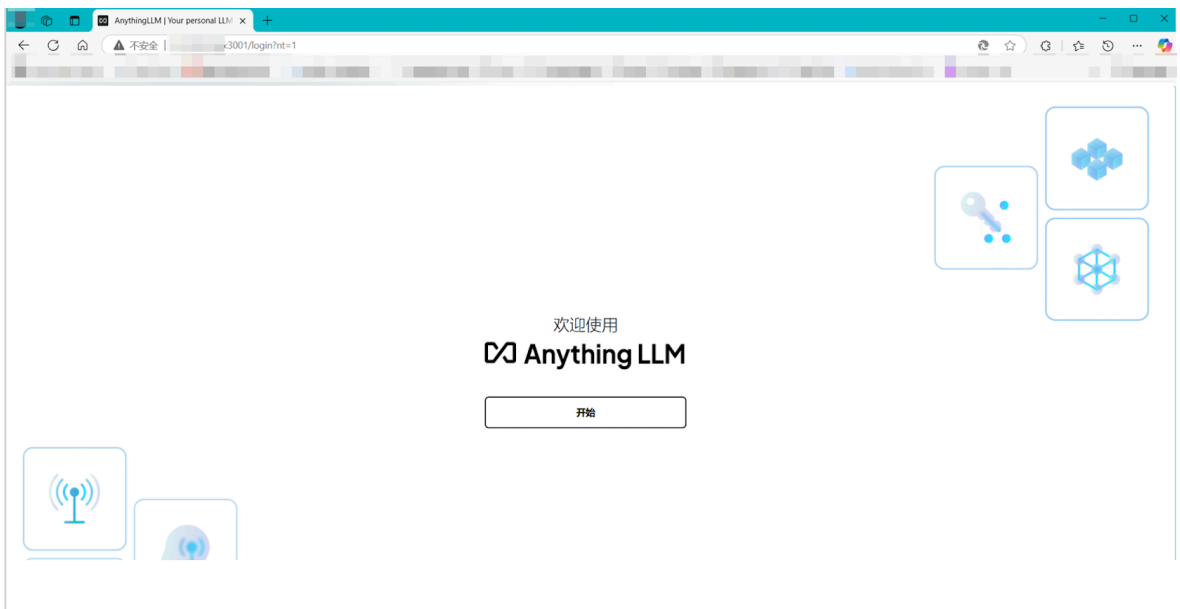 AnythingLLM | Your personal LLM
不安全
3001/login?nt=1
欢迎使用
Anything LLM
开始